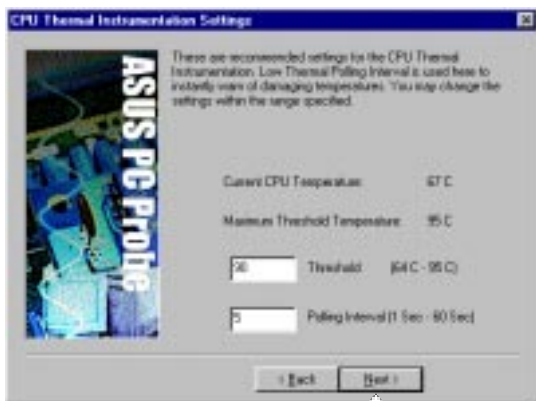 CPU Thermal Instrumentation Settings
ASUS PC Probe
These are recommended settings for the CPU Thermal
Instrumentation. Low Thermal Polling Interval is used here to
instantly warn of damaging temperatures. You may change the
settings within the range specified.
Current CPU Temperature: 67 C
Maximum Threshold Temperature: 95 C
90 Threshold (64 C - 95 C)
5 Polling Interval (1 Sec - 60 Sec)
< Back Next >